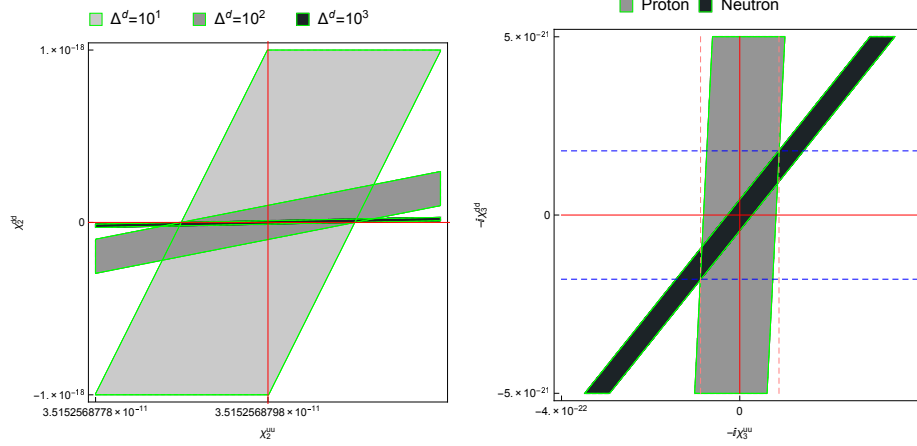 Δ^d=10^1 Δ^d=10^2 Δ^d=10^3
1.×10^-18
χ_2^dd
0
-1.×10^-18
3.5152568778×10^-11 3.5152568798×10^-11
χ_2^uu
Proton Neutron
5.×10^-21
-ⅈχ_3^dd
0
-5.×10^-21
-4.×10^-22 0
-ⅈχ_3^uu